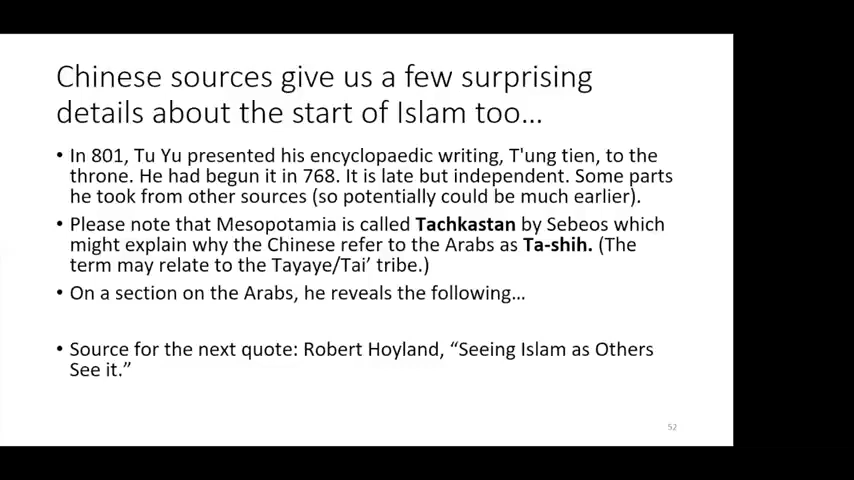 Chinese sources give us a few surprising
details about the start of Islam too…
• In 801, Tu Yu presented his encyclopaedic writing, T'ung tien, to the
throne. He had begun it in 768. It is late but independent. Some parts
he took from other sources (so potentially could be much earlier).
• Please note that Mesopotamia is called Tachkastan by Sebeos which
might explain why the Chinese refer to the Arabs as Ta-shih. (The
term may relate to the Tayaye/Tai’ tribe.)
• On a section on the Arabs, he reveals the following…
• Source for the next quote: Robert Hoyland, “Seeing Islam as Others
See it.”
52